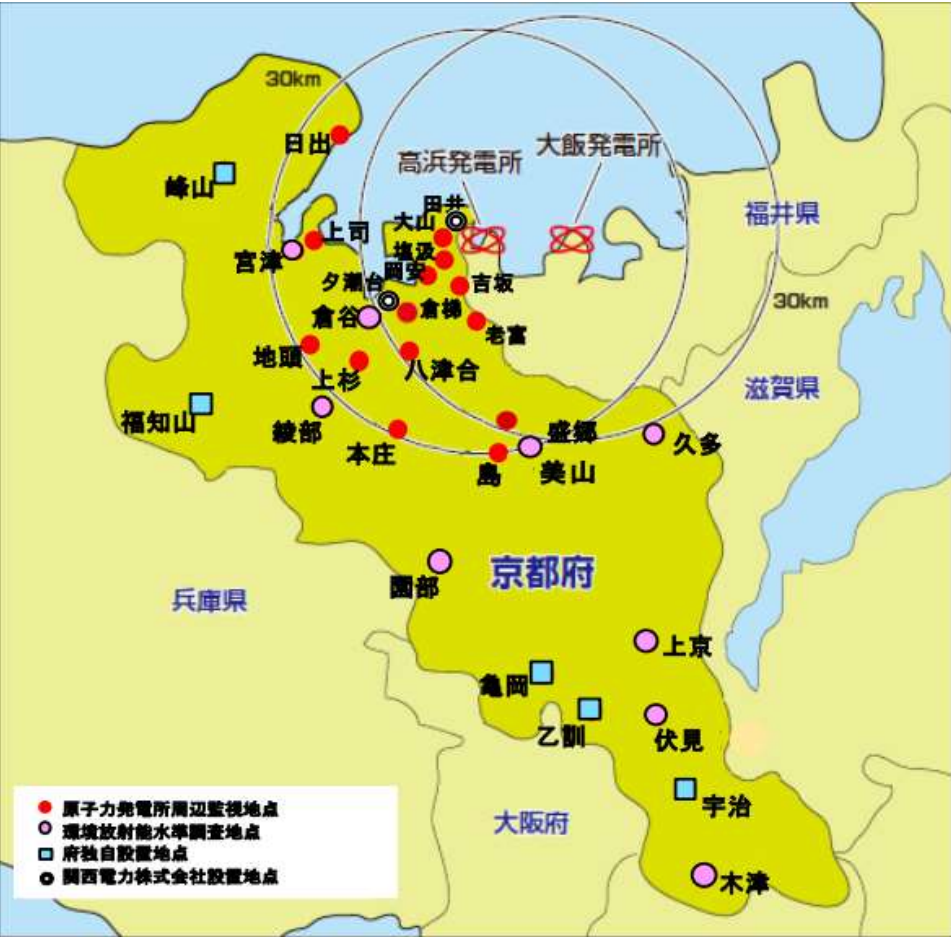 30km
日出
高浜発電所
大飯発電所
峰山
田井
大山
上司
福井県
塩汲
宮津
岡安
夕潮台
吉坂
30km
倉谷
倉梯
老富
地頭
上杉
八津合
滋賀県
福知山
綾部
本庄
盛郷
久多
島
美山
園部
京都府
兵庫県
上京
亀岡
乙訓
伏見
宇治
大阪府
木津
原子力発電所周辺監視地点
環境放射能水準調査地点
府独自設置地点
関西電力株式会社設置地点